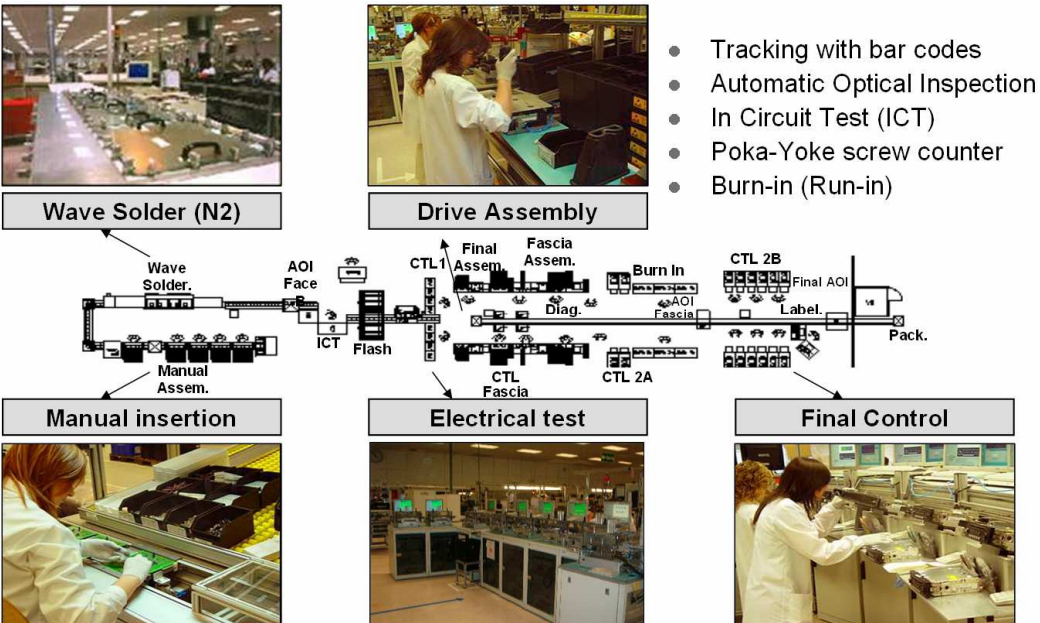 Tracking with bar codes
Automatic Optical Inspection
In Circuit Test (ICT)
Poka-Yoke screw counter
Burn-in (Run-in)
Wave Solder (N2)
Drive Assembly
Wave
Solder.
AOI
Face
ICT
Flash
CTL1
Final
Assem.
Fascia
Assem.
Diag.
Burn In
AOI
Fascia
CTL 2B
Final AOI
Label.
Pack.
Manual
Assem.
CTL
Fascia
CTL 2A
Manual insertion
Electrical test
Final Control